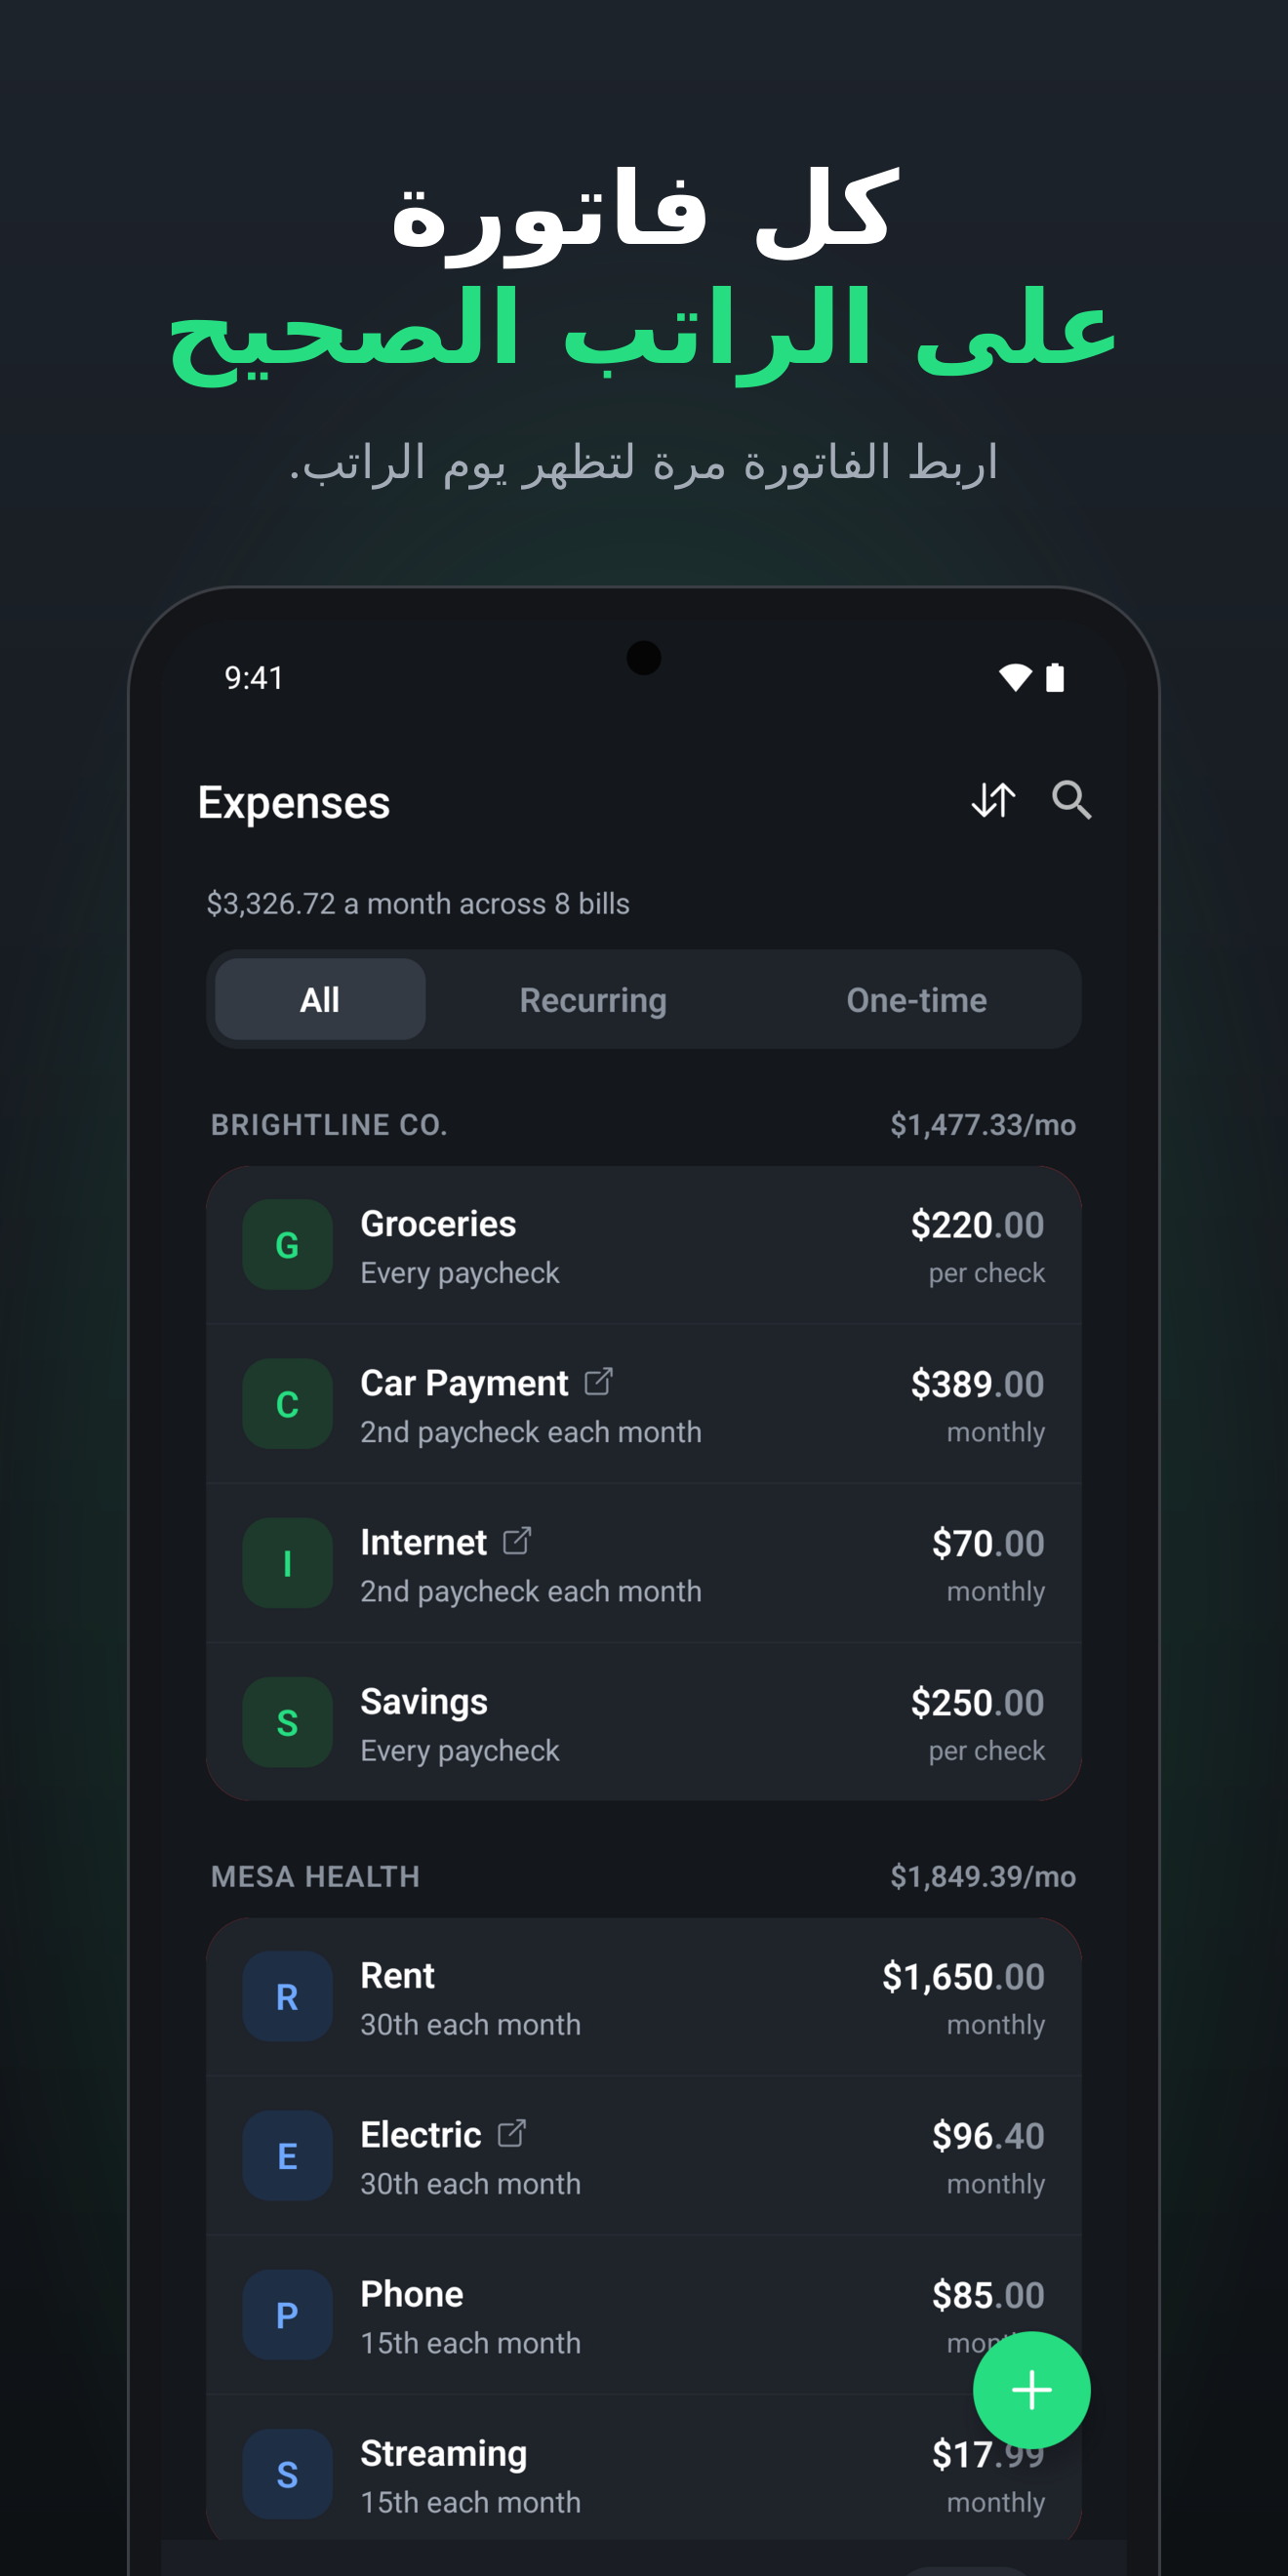 كل فاتورة
على الراتب الصحيح
اربط الفاتورة مرة لتظهر يوم الراتب.
9:41
Expenses
$3,326.72 a month across 8 bills
All Recurring One-time
BRIGHTLINE CO. $1,477.33/mo
G Groceries $220.00
Every paycheck per check
C Car Payment $389.00
2nd paycheck each month monthly
I Internet $70.00
2nd paycheck each month monthly
S Savings $250.00
Every paycheck per check
MESA HEALTH $1,849.39/mo
R Rent $1,650.00
30th each month monthly
E Electric $96.40
30th each month monthly
P Phone $85.00
15th each month
S Streaming $17.99
15th each month monthly